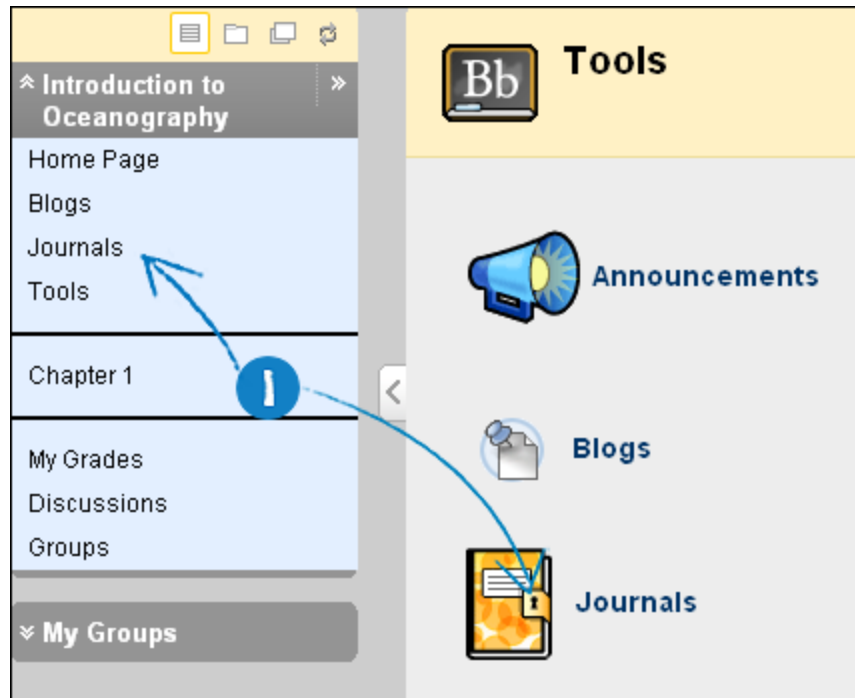 Introduction to
Oceanography
Home Page
Blogs
Journals
Tools
Chapter 1
1
My Grades
Discussions
Groups
My Groups
Bb
Tools
Announcements
Blogs
Journals